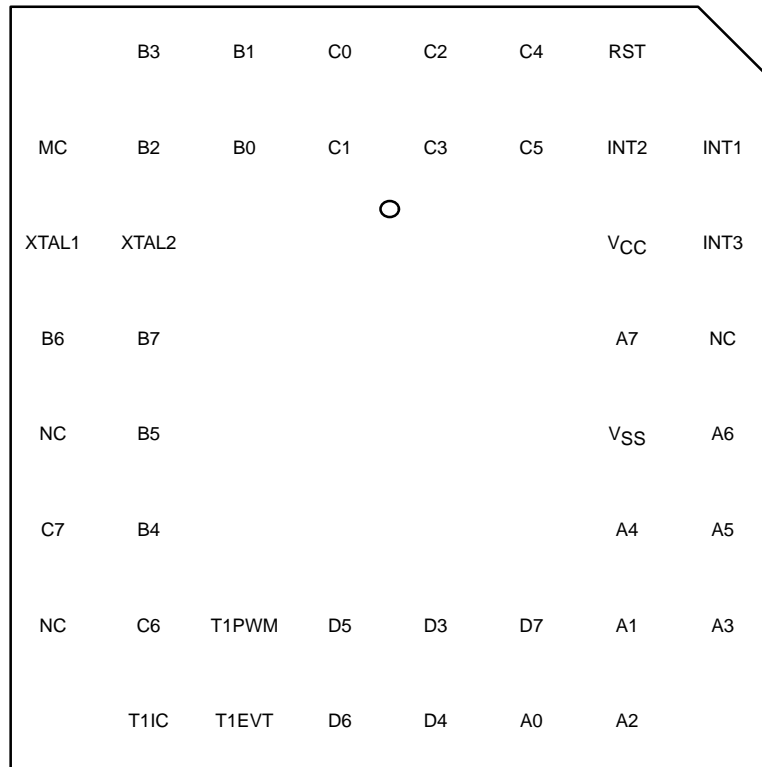 B3 B1 C0 C2 C4 RST
MC B2 B0 C1 C3 C5 INT2 INT1
XTAL1 XTAL2 VCC INT3
B6 B7 A7 NC
NC B5 VSS A6
C7 B4 A4 A5
NC C6 T1PWM D5 D3 D7 A1 A3
T1IC T1EVT D6 D4 A0 A2